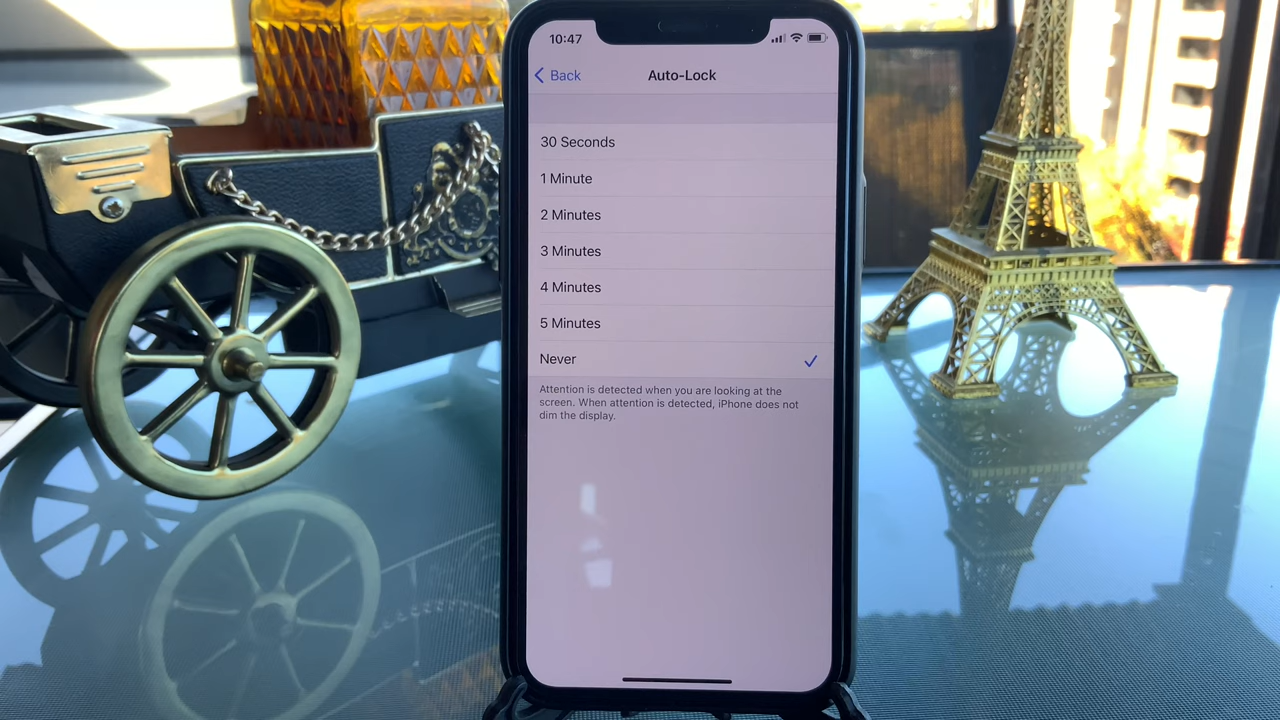 10:47
Back
Auto-Lock
30 Seconds
1 Minute
2 Minutes
3 Minutes
4 Minutes
5 Minutes
Never
Attention is detected when you are looking at the
screen. When attention is detected, iPhone does not
dim the display.